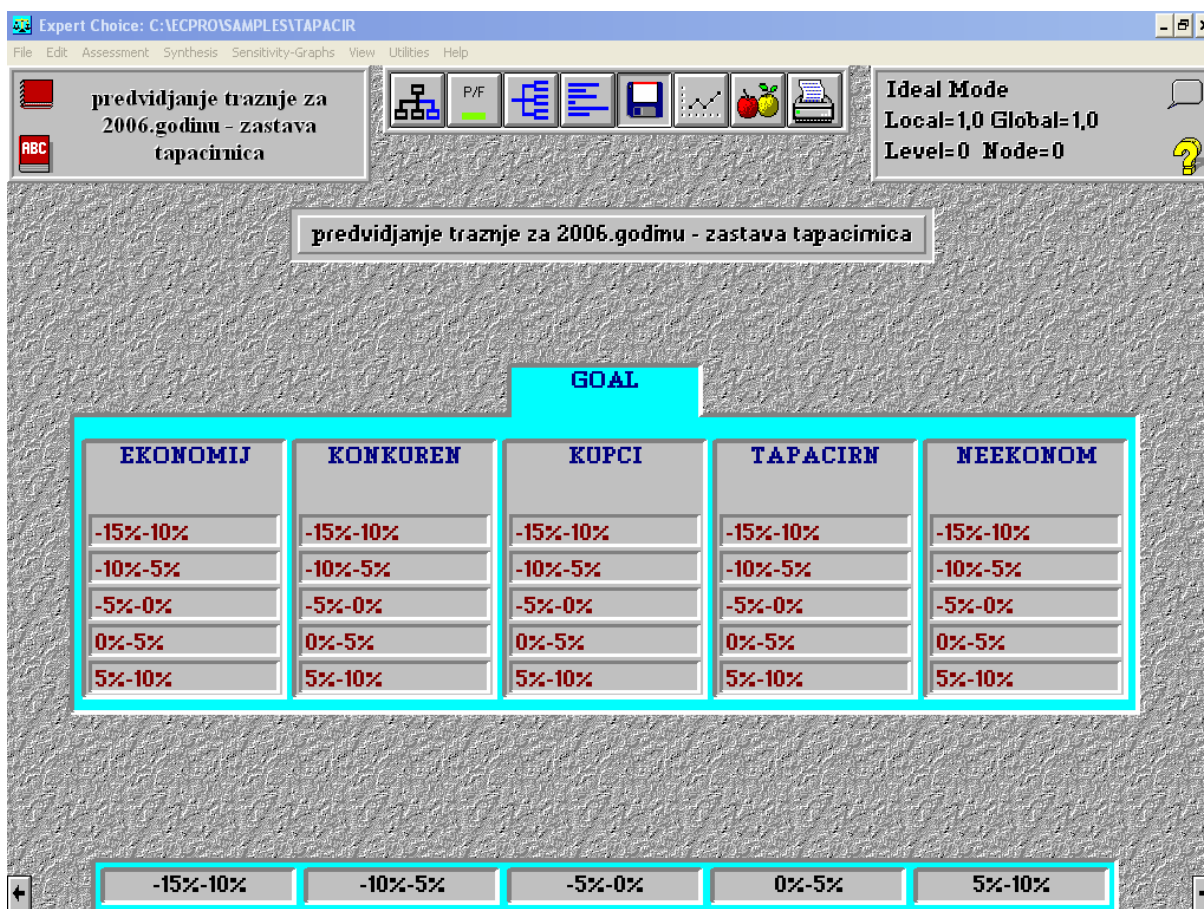 Expert Choice: C:\ECPRO\SAMPLES\TAPACIR
File Edit Assessment Synthesis Sensitivity-Graphs View Utilities Help
predvidjanje traznje za
2006.godinu - zastava
tapacirnica
ABC
P/F
Ideal Mode
Local=1,0 Global=1,0
Level=0 Node=0
predvidjanje traznje za 2006.godinu - zastava tapacirnica
GOAL
EKONOMIJ KONKUREN KUPCI TAPACIRN NEEKONOM
-15%-10% -15%-10% -15%-10% -15%-10% -15%-10%
-10%-5% -10%-5% -10%-5% -10%-5% -10%-5%
-5%-0% -5%-0% -5%-0% -5%-0% -5%-0%
0%-5% 0%-5% 0%-5% 0%-5% 0%-5%
5%-10% 5%-10% 5%-10% 5%-10% 5%-10%
-15%-10% -10%-5% -5%-0% 0%-5% 5%-10%